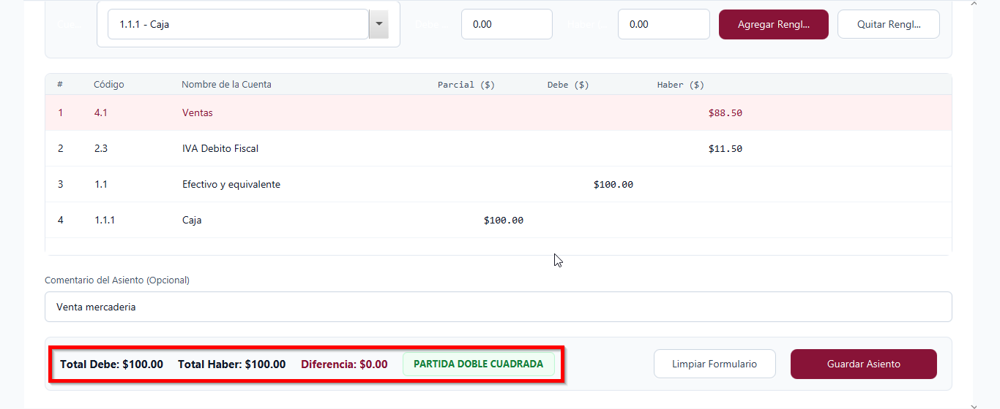 1.1.1 - Caja 0.00 0.00 Agregar Rengl... Quitar Rengl...
# Código Nombre de la Cuenta Parcial ($) Debe ($) Haber ($)
1 4.1 Ventas $88.50
2 2.3 IVA Debito Fiscal $11.50
3 1.1 Efectivo y equivalente $100.00
4 1.1.1 Caja $100.00
Comentario del Asiento (Opcional)
Venta mercaderia
Total Debe: $100.00 Total Haber: $100.00 Diferencia: $0.00 PARTIDA DOBLE CUADRADA Limpiar Formulario Guardar Asiento